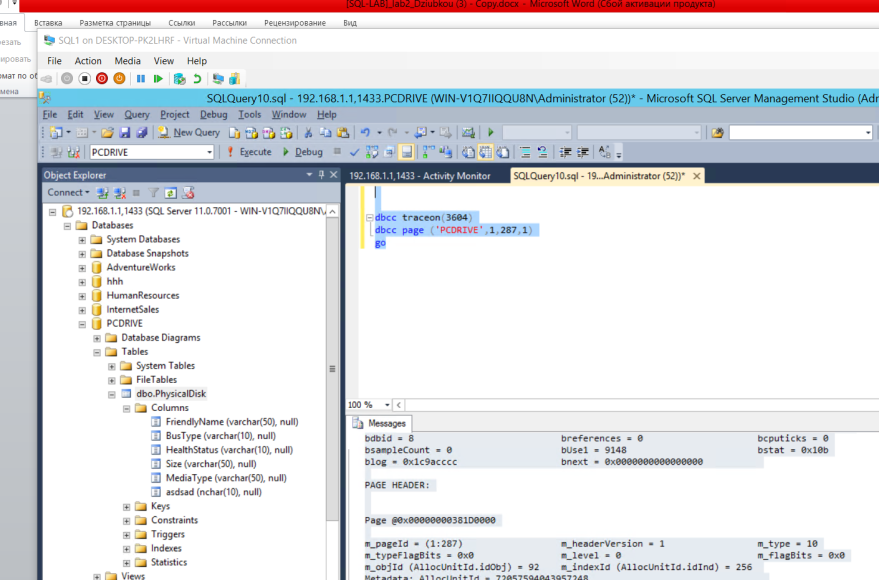 [SQL-LAB]_lab2_Dziubkou (3) - Copy.docx - Microsoft Word (Сбой активации продукта)
вная Вставка Разметка страницы Ссылки Рассылки Рецензирование Вид
езать
ировать
мат по об
мена
SQL1 on DESKTOP-PK2LHRF - Virtual Machine Connection
File Action Media View Help
SQLQuery10.sql - 192.168.1.1,1433.PCDRIVE (WIN-V1Q7IIQQU8N\Administrator (52))* - Microsoft SQL Server Management Studio (Adr
File Edit View Query Project Debug Tools Window Help
New Query
PCDRIVE Execute Debug
Object Explorer
192.168.1.1,1433 - Activity Monitor SQLQuery10.sql - 19...Administrator (52))*
Connect
192.168.1.1,1433 (SQL Server 11.0.7001 - WIN-V1Q7IIQQU8N\
Databases
System Databases
Database Snapshots
AdventureWorks
hhh
HumanResources
InternetSales
PCDRIVE
Database Diagrams
Tables
System Tables
FileTables
dbo.PhysicalDisk
Columns
FriendlyName (varchar(50), null)
BusType (varchar(10), null)
HealthStatus (varchar(10), null)
Size (varchar(50), null)
MediaType (varchar(50), null)
asdsad (nchar(10), null)
Keys
Constraints
Triggers
Indexes
Statistics
Views
dbcc traceon(3604)
dbcc page ('PCDRIVE',1,287,1)
go
100 %
Messages
bdbid = 8 breferences = 0 bcputicks = 0
bsampleCount = 0 bUse1 = 9148 bstat = 0x10b
blog = 0x1c9acccc bnext = 0x0000000000000000
PAGE HEADER:
Page @0x00000000381D0000
m_pageId = (1:287) m_headerVersion = 1 m_type = 10
m_typeFlagBits = 0x0 m_level = 0 m_flagBits = 0x0
m_objId (AllocUnitId.idObj) = 92 m_indexId (AllocUnitId.idInd) = 256
Metadata: AllocUnitId = 72057594043957248